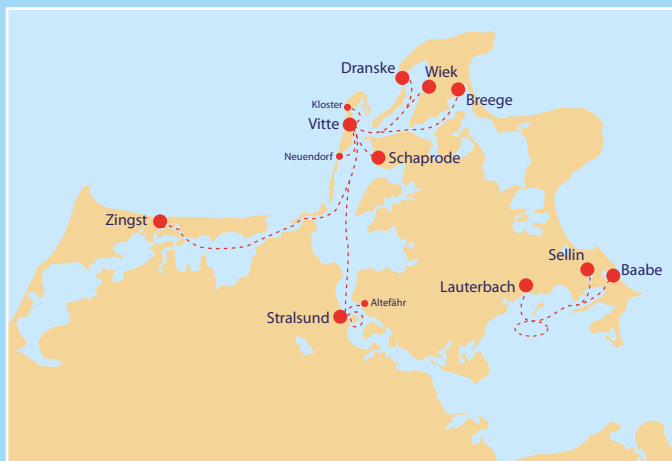 Dranske
Wiek
Breege
Kloster
Vitte
Neuendorf
Schaprode
Zingst
Sellin
Baabe
Lauterbach
Altefähr
Stralsund